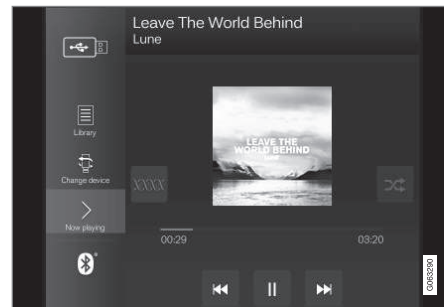 Leave The World Behind
Lune
Library
Change device
Now playing
LEAVE THE
WORLD BEHIND
LUNE
XXXX
00:29
03:20
G063290